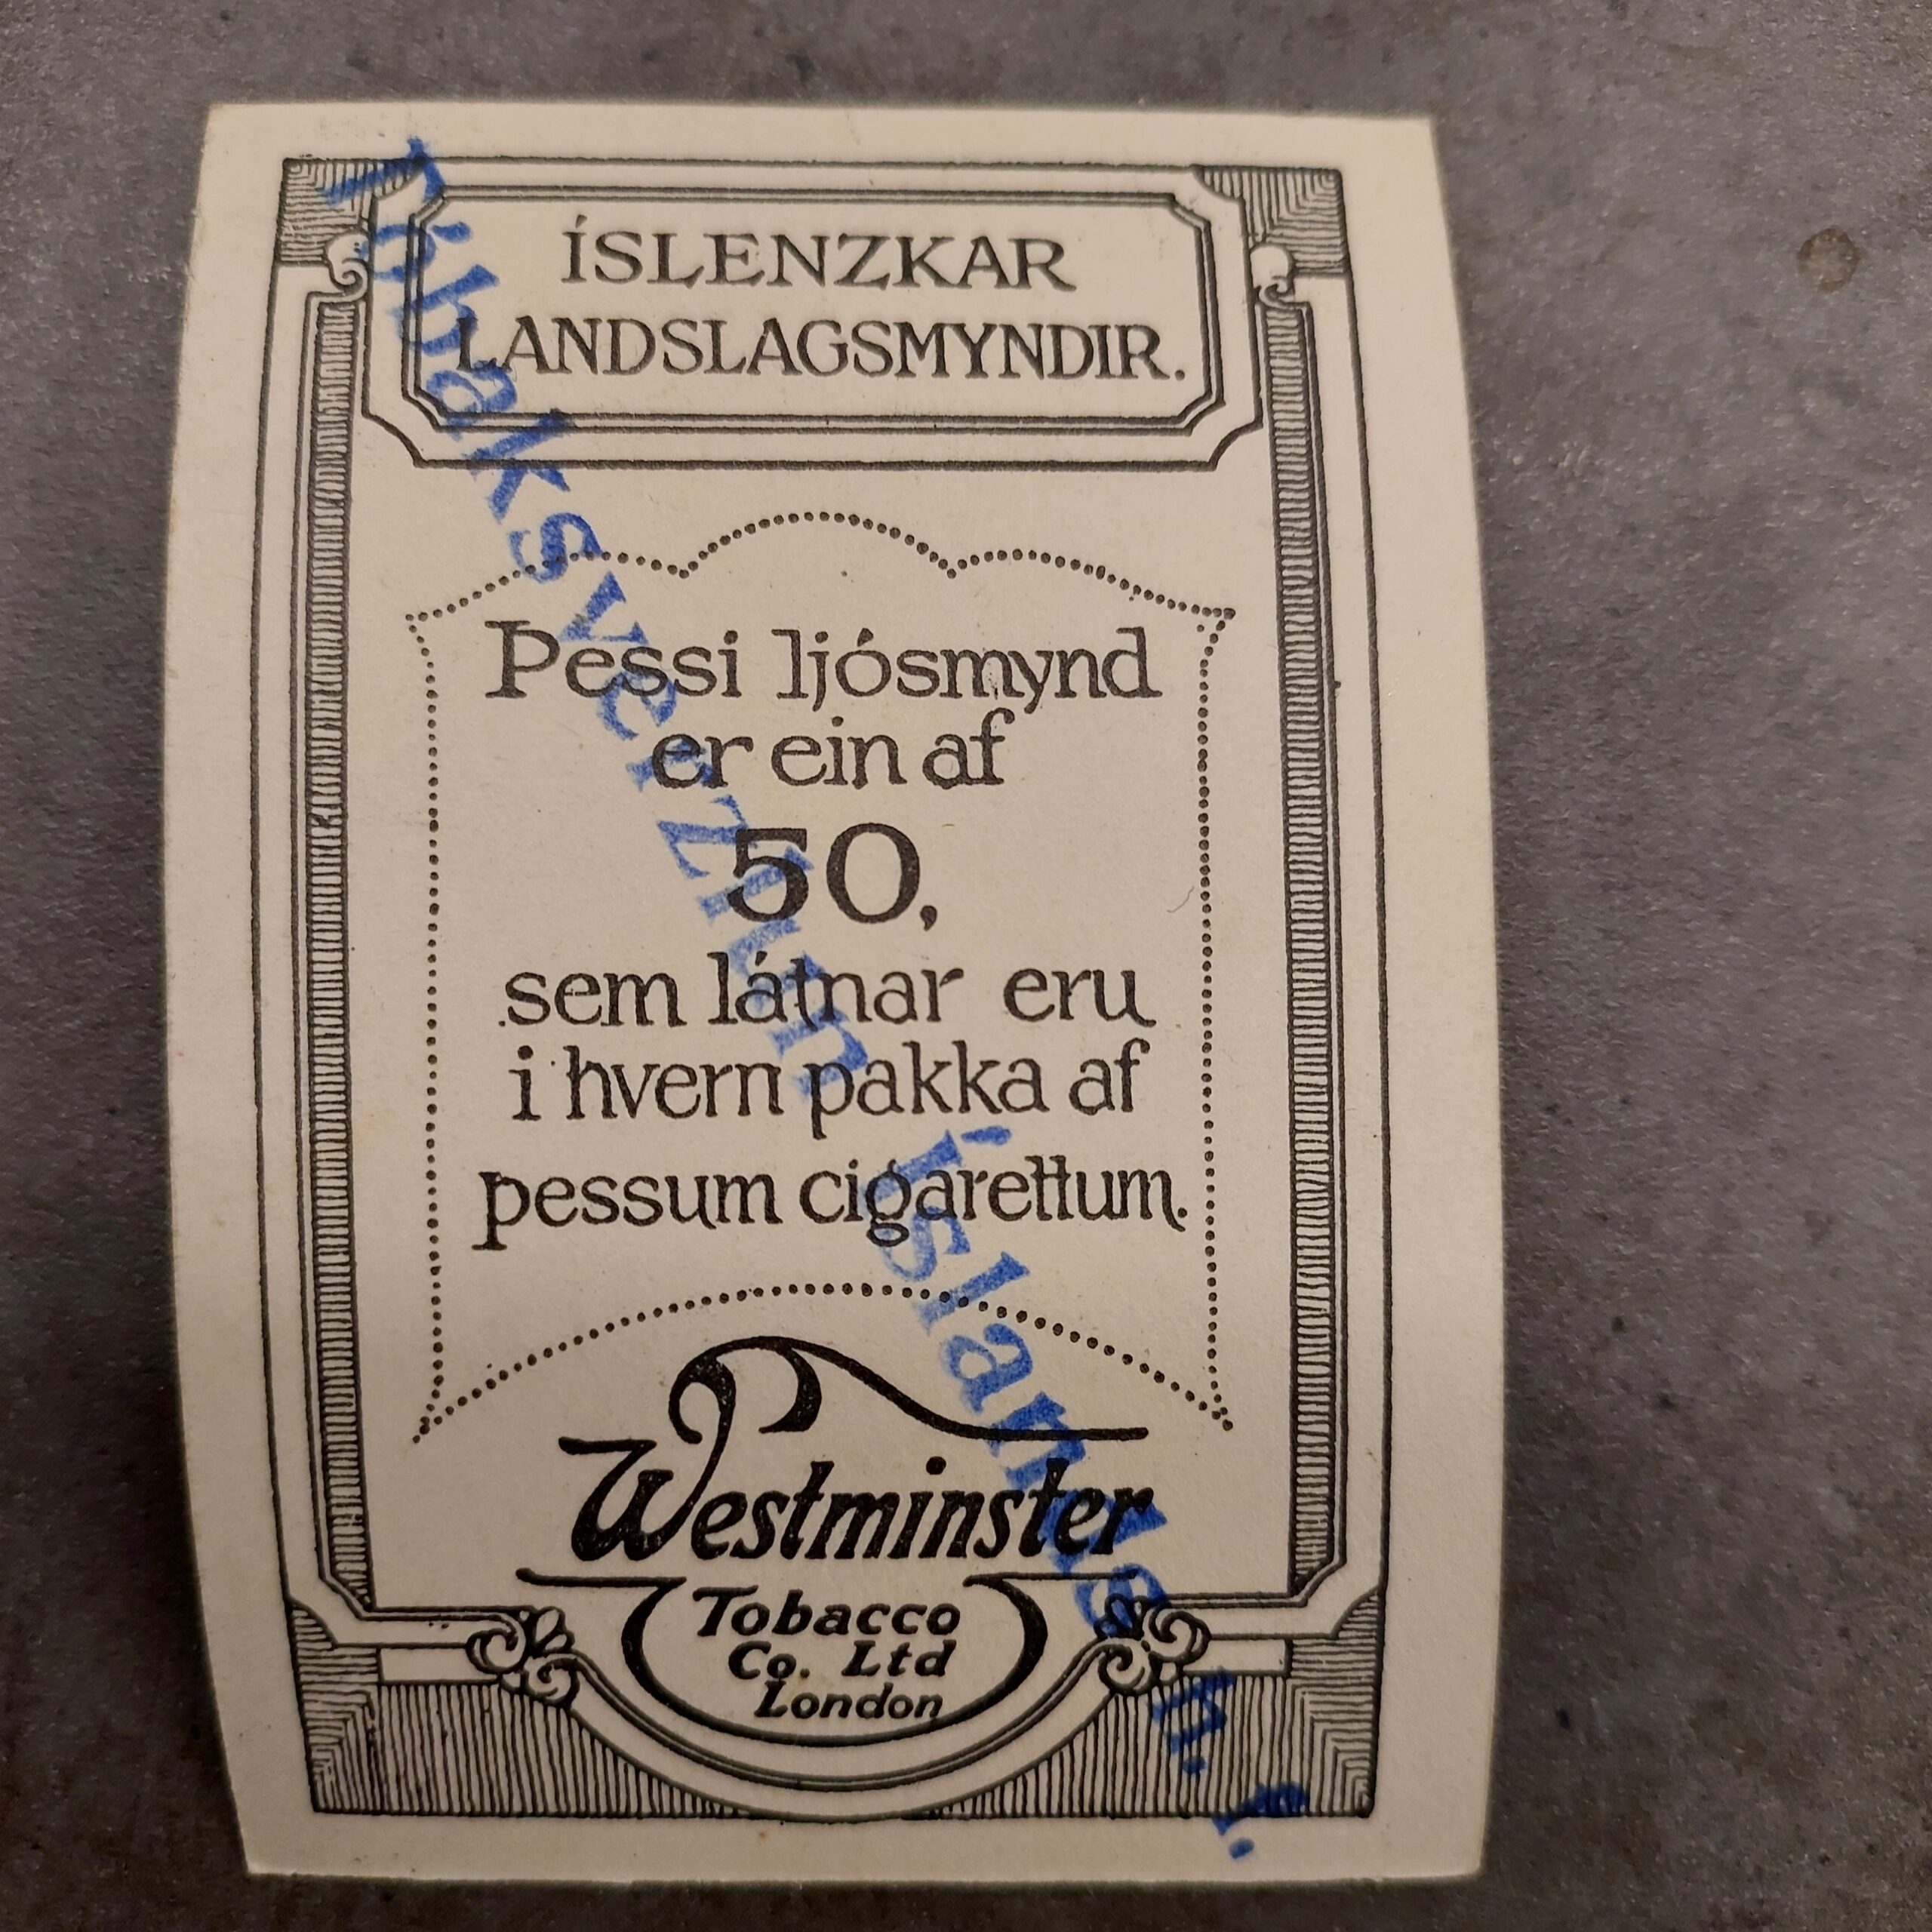 ÍSLENZKAR
LANDSLAGSMYNDIR.
Þessi ljósmynd
er ein af
50,
sem látnar eru
i hvern pakka af
þessum cigarettum.
Westminster
Tobacco
Co. Ltd
London
Tóbaksverzlun Íslands h.f.